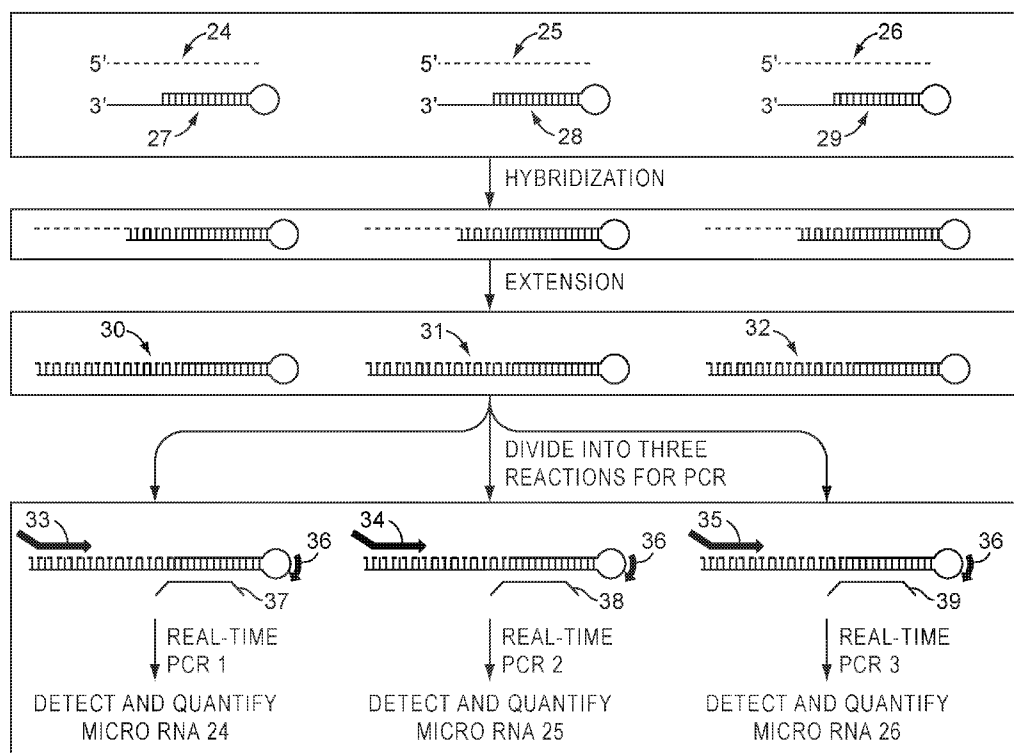 24 25 26
5' 5' 5'
3' 3' 3'
27 28 29
HYBRIDIZATION
EXTENSION
30 31 32
DIVIDE INTO THREE
REACTIONS FOR PCR
33 36 34 36 35 36
37 38 39
REAL-TIME REAL-TIME REAL-TIME
PCR 1 PCR 2 PCR 3
DETECT AND QUANTIFY DETECT AND QUANTIFY DETECT AND QUANTIFY
MICRO RNA 24 MICRO RNA 25 MICRO RNA 26